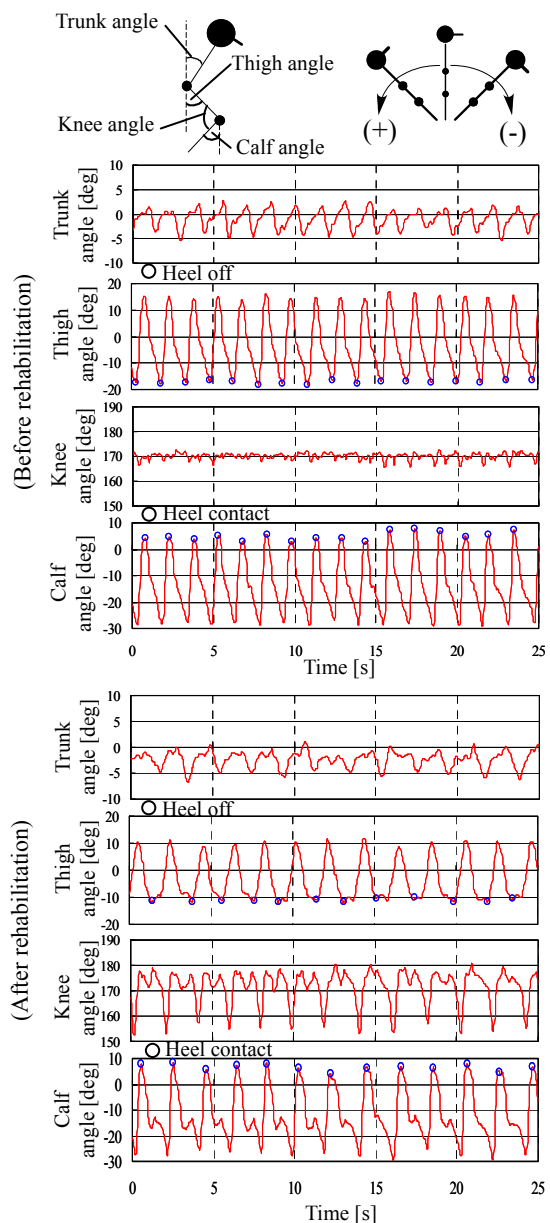 Trunk angle
Thigh angle
Knee angle
Calf angle
(+)
(-)
(Before rehabilitation)
Trunk
angle [deg]
10
5
0
-5
-10
Heel off
Thigh
angle [deg]
20
10
0
-10
-20
Knee
angle [deg]
190
180
170
160
150
Heel contact
Calf
angle [deg]
10
0
-10
-20
-30
0
5
10
15
20
25
Time [s]
(After rehabilitation)
Trunk
angle [deg]
10
5
0
-5
-10
Heel off
Thigh
angle [deg]
20
10
0
-10
20
Knee
angle [deg]
190
180
170
160
150
Heel contact
Calf
angle [deg]
10
0
-10
-20
-30
0
5
10
15
20
25
Time [s]